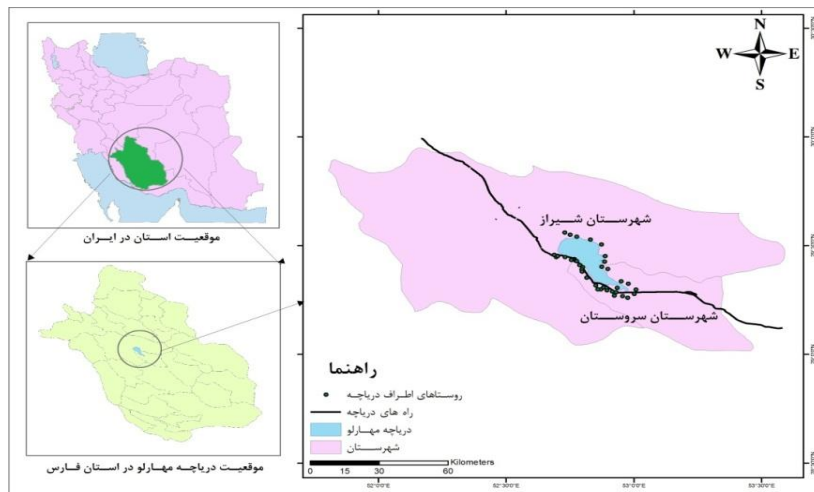 موقعیت استان در ایران
موقعیت دریاچه مهارلو در استان فارس
N
W E
S
شهرستان شیراز
شهرستان سروستان
راهنما
روستاهای اطراف دریاچه
راه های دریاچه
دریاچه مهارلو
شهرستان
Kilometers
0 15 30 60
52°0'0"E 52°30'0"E 53°0'0"E 53°30'0"E